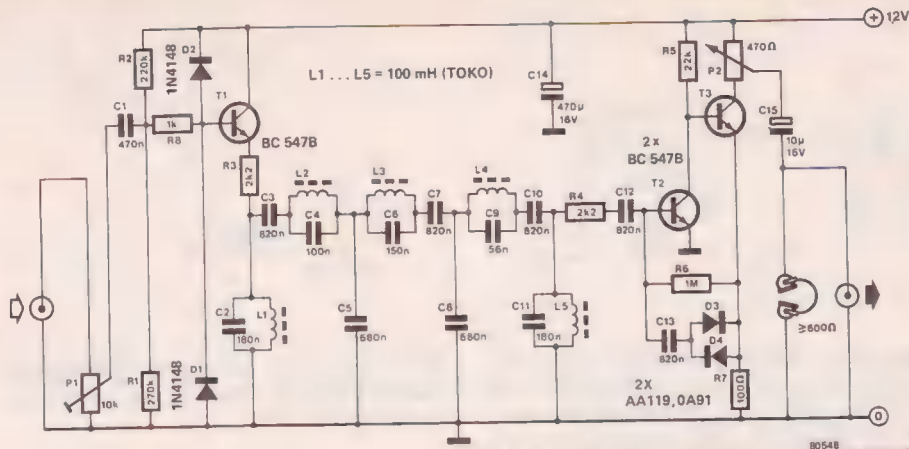 12V
R2
220k
D2
1N4148
L1 . . . L5 = 100 mH (TOKO)
C14
470µ
16V
R5
22k
470Ω
P2
T3
C15
10µ
16V
T1
BC 547B
C1
470n
1k
R8
R3
2k2
2x
BC 547B
T2
L2
L3
L4
C3
820n
C4
100n
C6
150n
C7
820n
C9
56n
C10
820n
R4
2k2
C12
820n
R6
1M
C13
820n
D3
D4
R7
100Ω
2X
AA119, 0A91
≥600Ω
C2
180n
L1
C5
680n
C8
680n
C11
180n
L5
P1
10k
R1
270k
1N4148
D1
0
80548